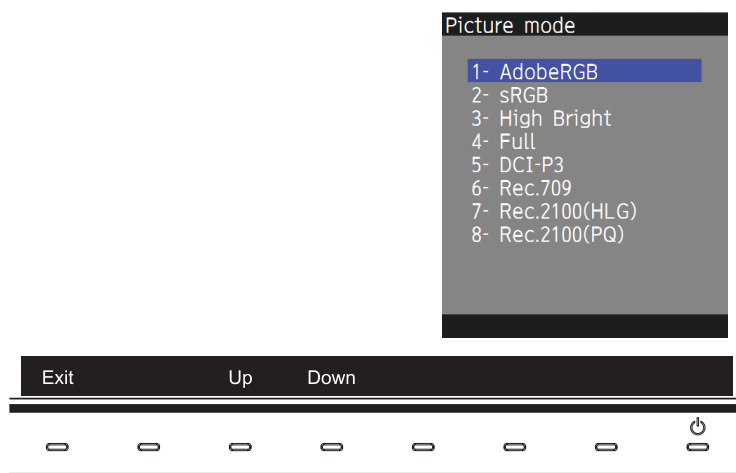 Picture mode
1- AdobeRGB
2- sRGB
3- High Bright
4- Full
5- DCI-P3
6- Rec.709
7- Rec.2100(HLG)
8- Rec.2100(PQ)
Exit Up Down